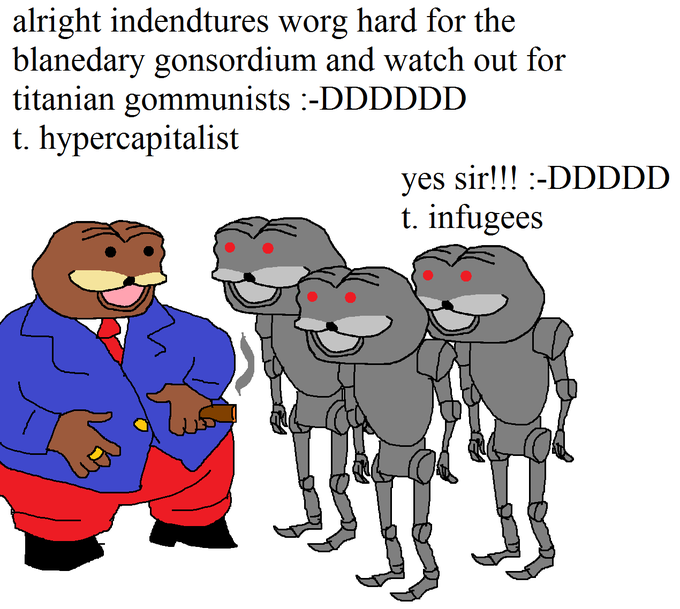 alright indendtures worg hard for the
blanedary gonsordium and watch out for
titanian gommunists :-DDDDDD
t. hypercapitalist
yes sir!!! :-DDDDD
t. infugees